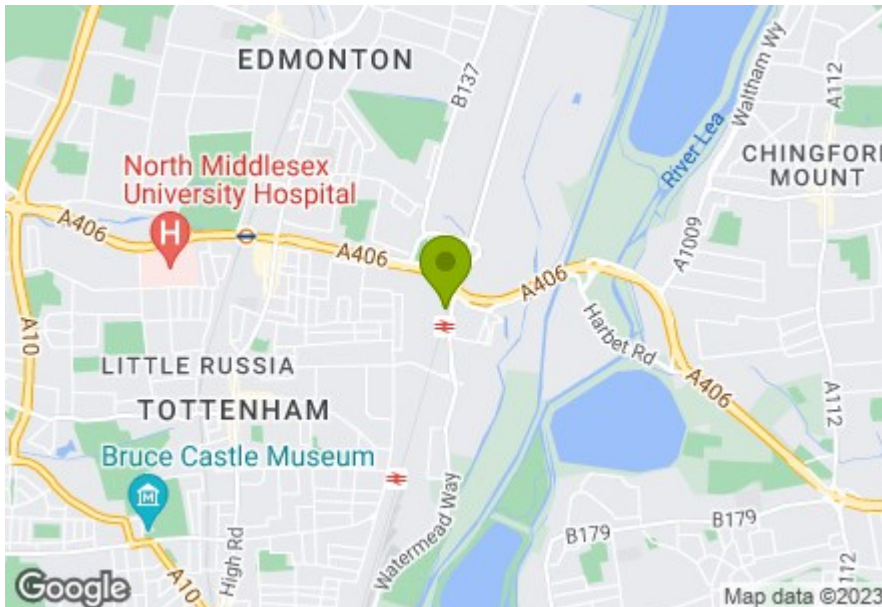 EDMONTON
B137
Waltham Wy
A112
River Lea
North Middlesex
University Hospital
H
CHINGFORD
MOUNT
A406
A406
A406
A1009
A10
Harbet Rd
LITTLE RUSSIA
A406
TOTTENHAM
A112
Bruce Castle Museum
M
High Rd
Watermead Way
B179
B179
A10
A112
Google
Map data ©2023